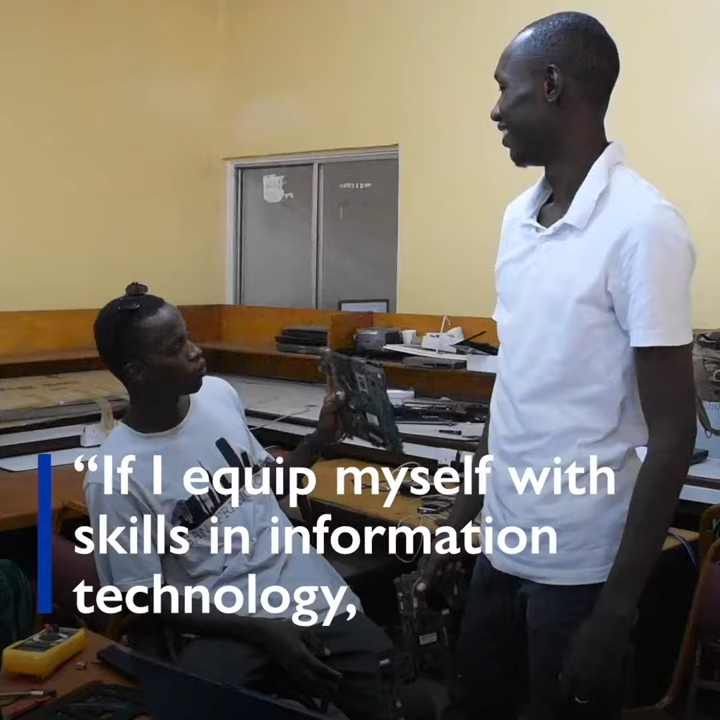 “If I equip myself with
skills in information
technology,